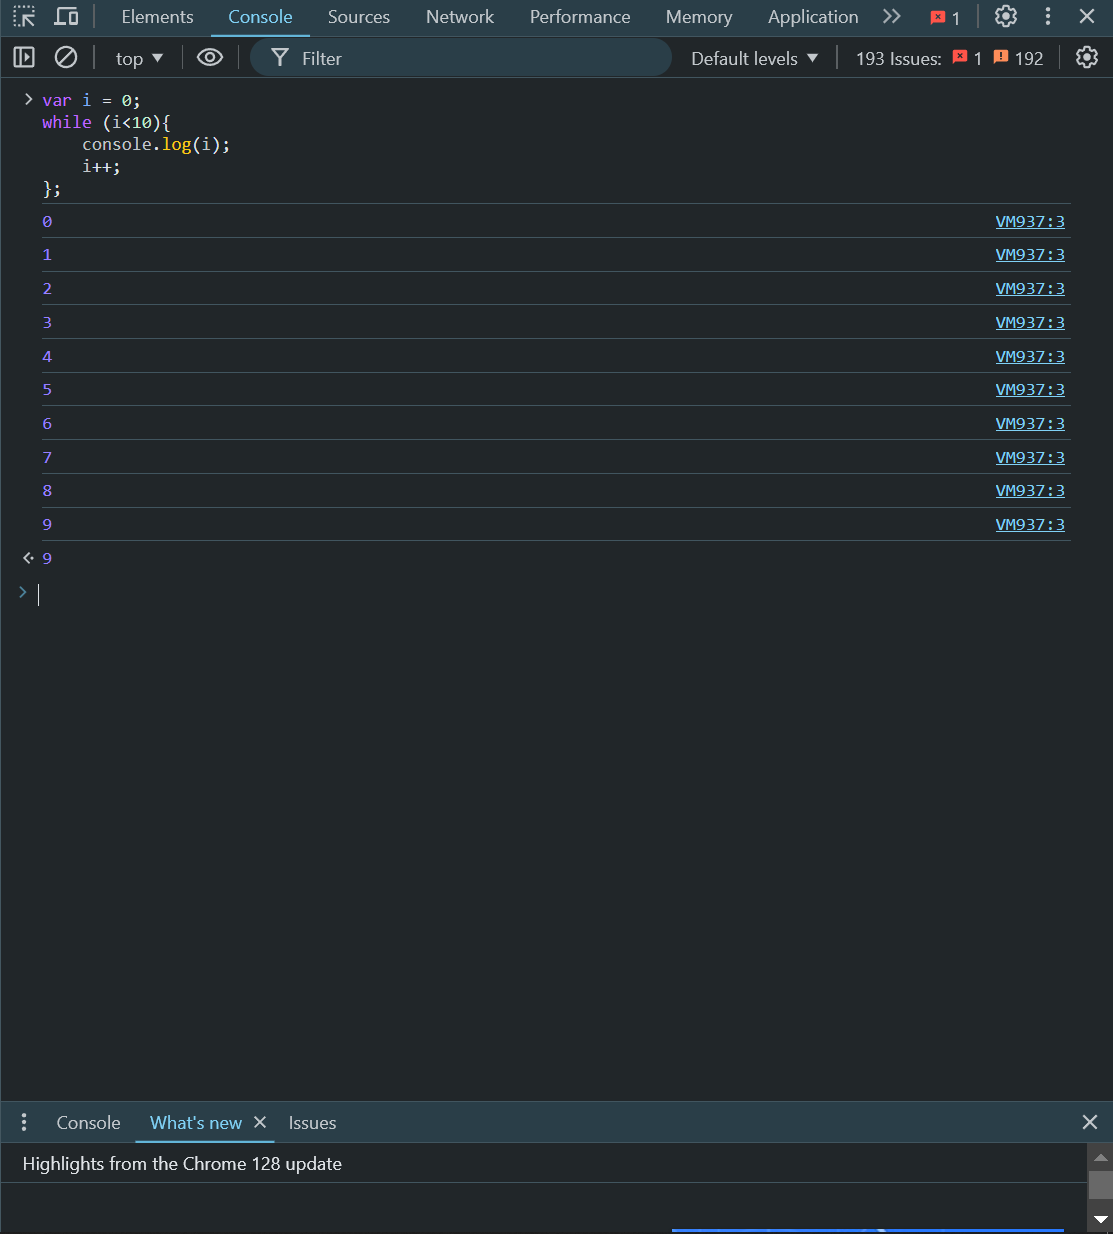 Elements Console Sources Network Performance Memory Application 1
top Filter Default levels 193 Issues: 1 192
var i = 0;
while (i<10){
    console.log(i);
    i++;
};
0 VM937:3
1 VM937:3
2 VM937:3
3 VM937:3
4 VM937:3
5 VM937:3
6 VM937:3
7 VM937:3
8 VM937:3
9 VM937:3
9
Console What's new Issues
Highlights from the Chrome 128 update